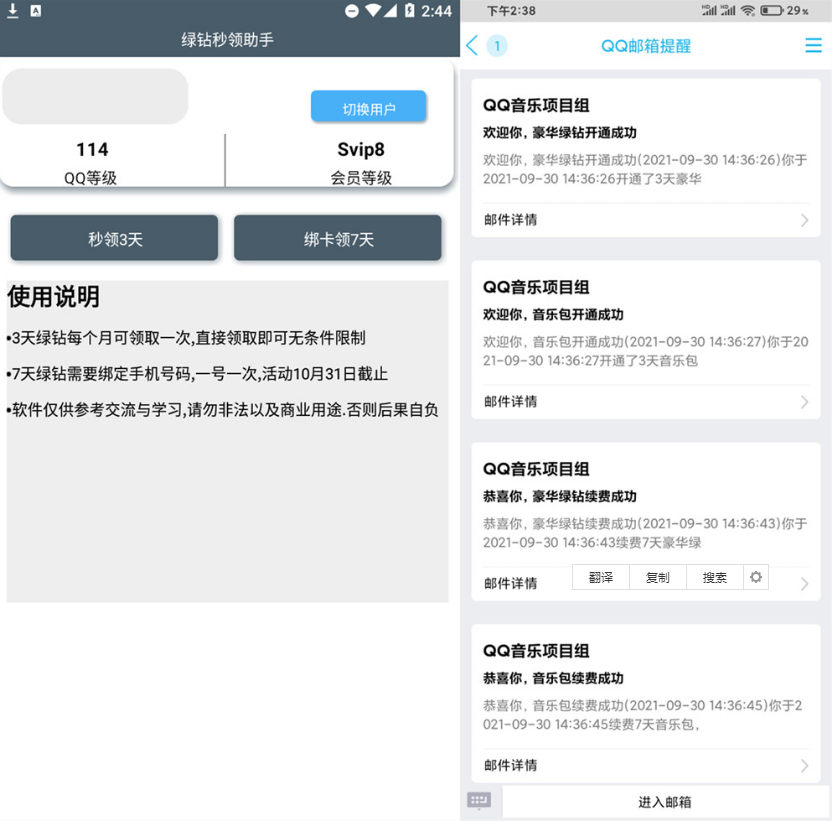 2:44
绿钻秒领助手
切换用户
114
Svip8
QQ等级
会员等级
秒领3天
绑卡领7天
使用说明
•3天绿钻每个月可领取一次,直接领取即可无条件限制
•7天绿钻需要绑定手机号码,一号一次,活动10月31日截止
•软件仅供参考交流与学习,请勿非法以及商业用途.否则后果自负
下午2:38
29%
1
QQ邮箱提醒
QQ音乐项目组
欢迎你，豪华绿钻开通成功
欢迎你，豪华绿钻开通成功(2021-09-30 14:36:26)你于
2021-09-30 14:36:26开通了3天豪华
邮件详情
QQ音乐项目组
欢迎你，音乐包开通成功
欢迎你，音乐包开通成功(2021-09-30 14:36:27)你于20
21-09-30 14:36:27开通了3天音乐包
邮件详情
QQ音乐项目组
恭喜你，豪华绿钻续费成功
恭喜你，豪华绿钻续费成功(2021-09-30 14:36:43)你于
2021-09-30 14:36:43续费7天豪华绿
邮件详情
翻译
复制
搜索
QQ音乐项目组
恭喜你，音乐包续费成功
恭喜你，音乐包续费成功(2021-09-30 14:36:45)你于2
021-09-30 14:36:45续费7天音乐包，
邮件详情
进入邮箱